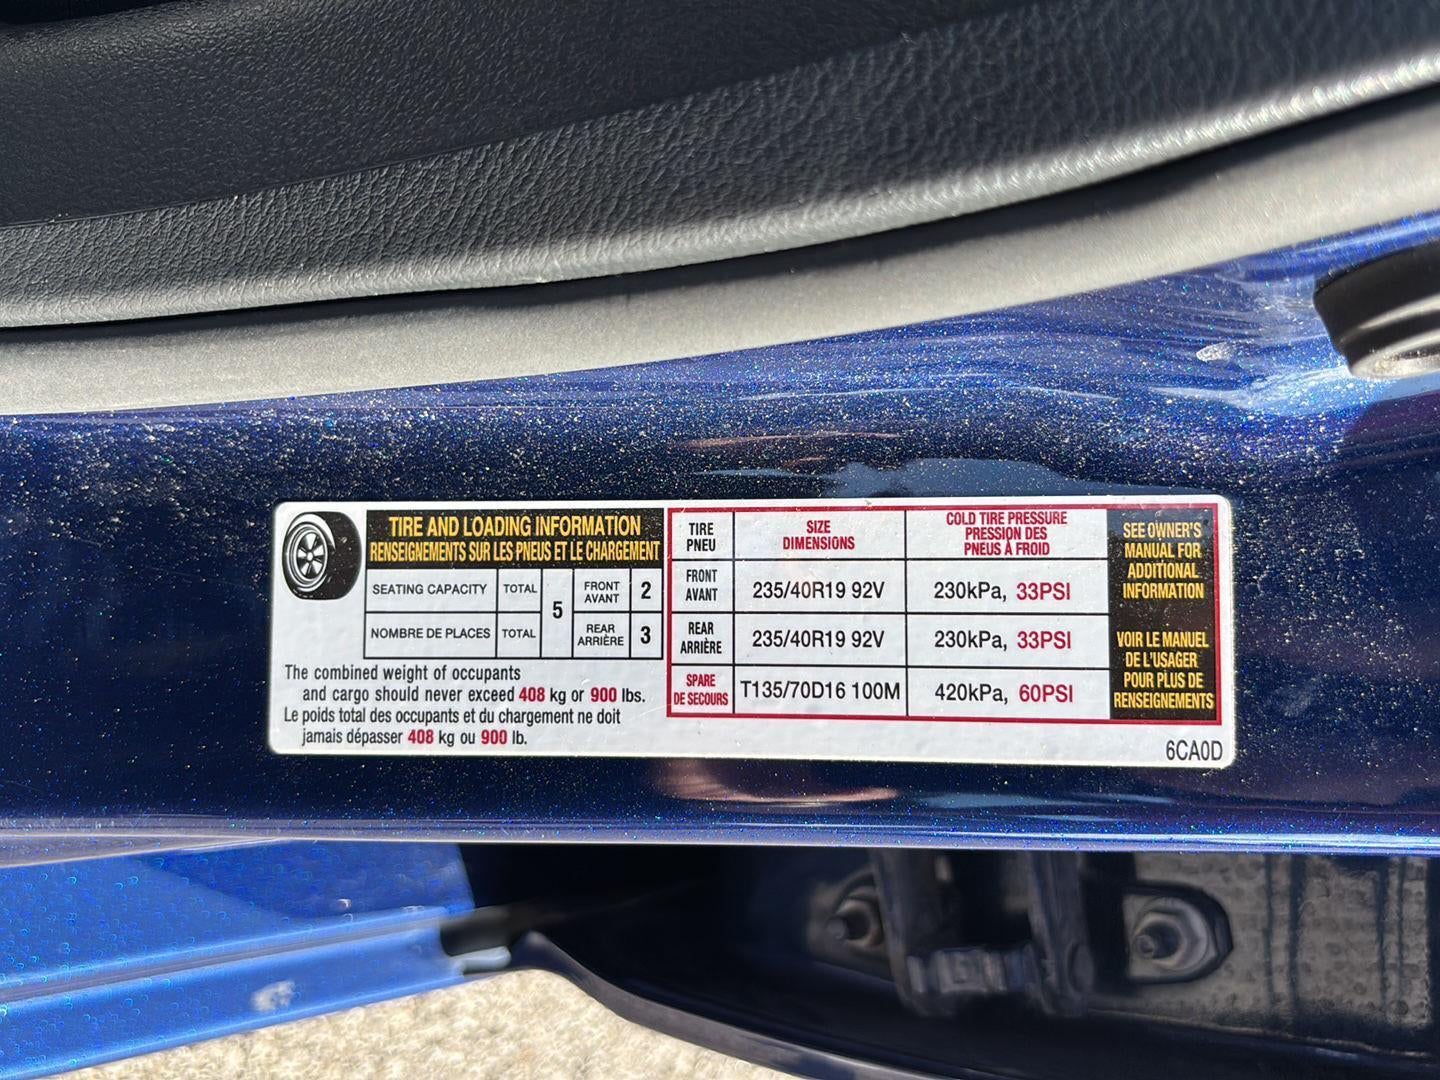 TIRE AND LOADING INFORMATION
RENSEIGNEMENTS SUR LES PNEUS ET LE CHARGEMENT
SEATING CAPACITY TOTAL 5 FRONT AVANT 2
NOMBRE DE PLACES TOTAL REAR ARRIÈRE 3
The combined weight of occupants
and cargo should never exceed 408 kg or 900 lbs.
Le poids total des occupants et du chargement ne doit
jamais dépasser 408 kg ou 900 lb.
TIRE PNEU SIZE DIMENSIONS COLD TIRE PRESSURE PRESSION DES PNEUS À FROID
FRONT AVANT 235/40R19 92V 230kPa, 33PSI
REAR ARRIÈRE 235/40R19 92V 230kPa, 33PSI
SPARE DE SECOURS T135/70D16 100M 420kPa, 60PSI
SEE OWNER'S
MANUAL FOR
ADDITIONAL
INFORMATION
VOIR LE MANUEL
DE L'USAGER
POUR PLUS DE
RENSEIGNEMENTS
6CA0D